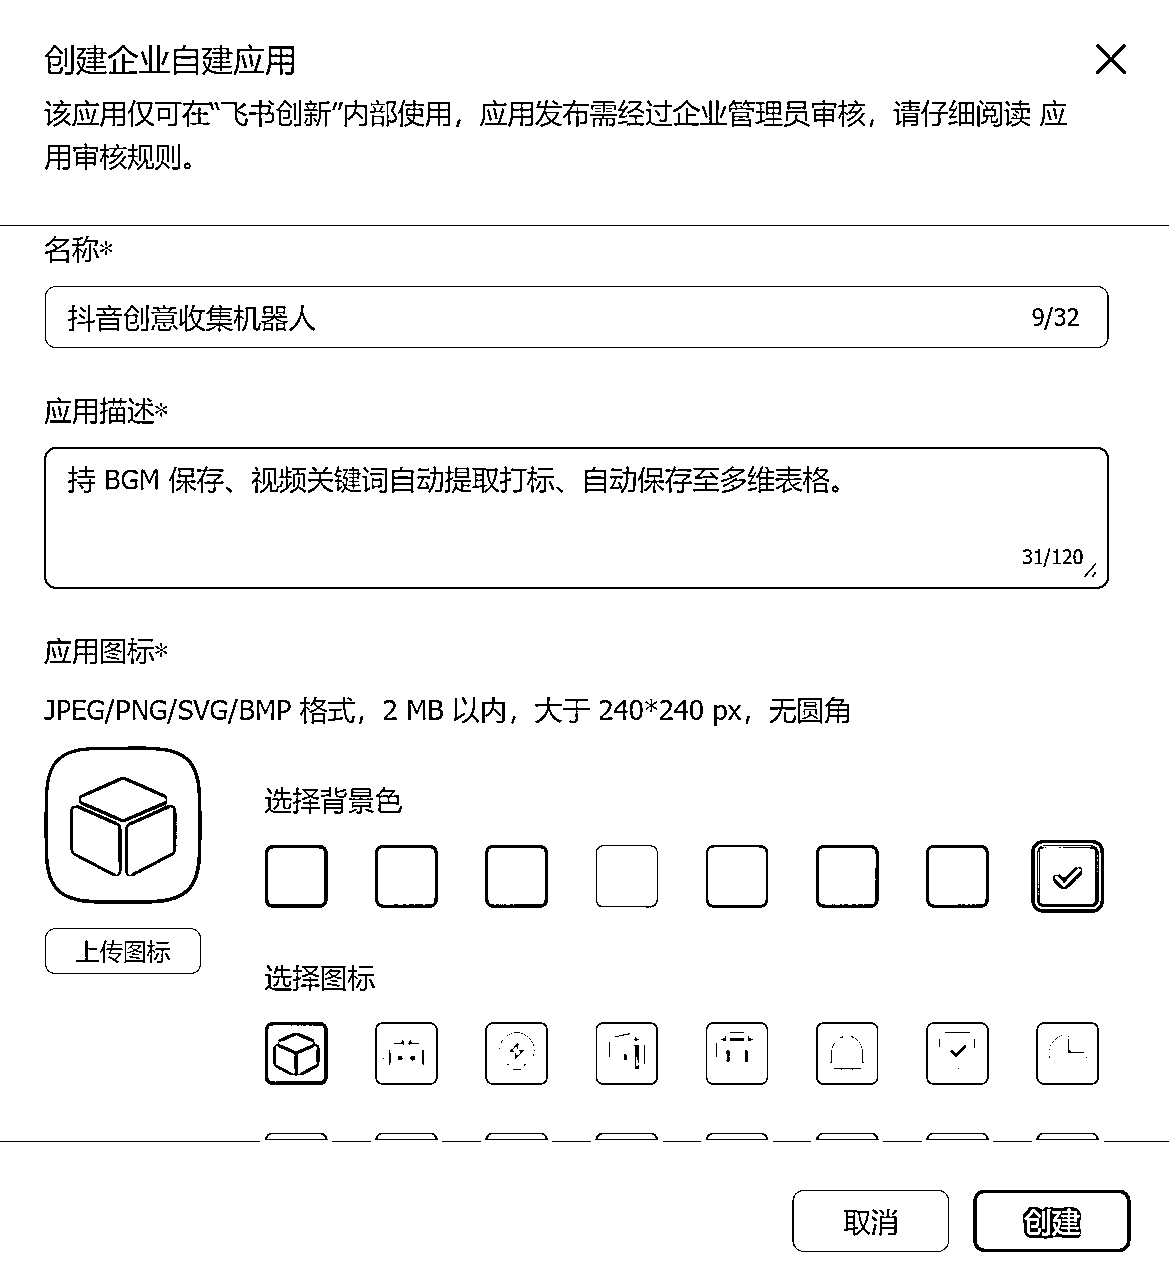 创建企业自建应用
该应用仅可在“飞书创新”内部使用，应用发布需经过企业管理员审核，请仔细阅读 应
用审核规则。
名称*
抖音创意收集机器人
9/32
应用描述*
持 BGM 保存、视频关键词自动提取打标、自动保存至多维表格。
31/120
应用图标*
JPEG/PNG/SVG/BMP 格式，2 MB 以内，大于 240*240 px，无圆角
选择背景色
上传图标
选择图标
取消
创建